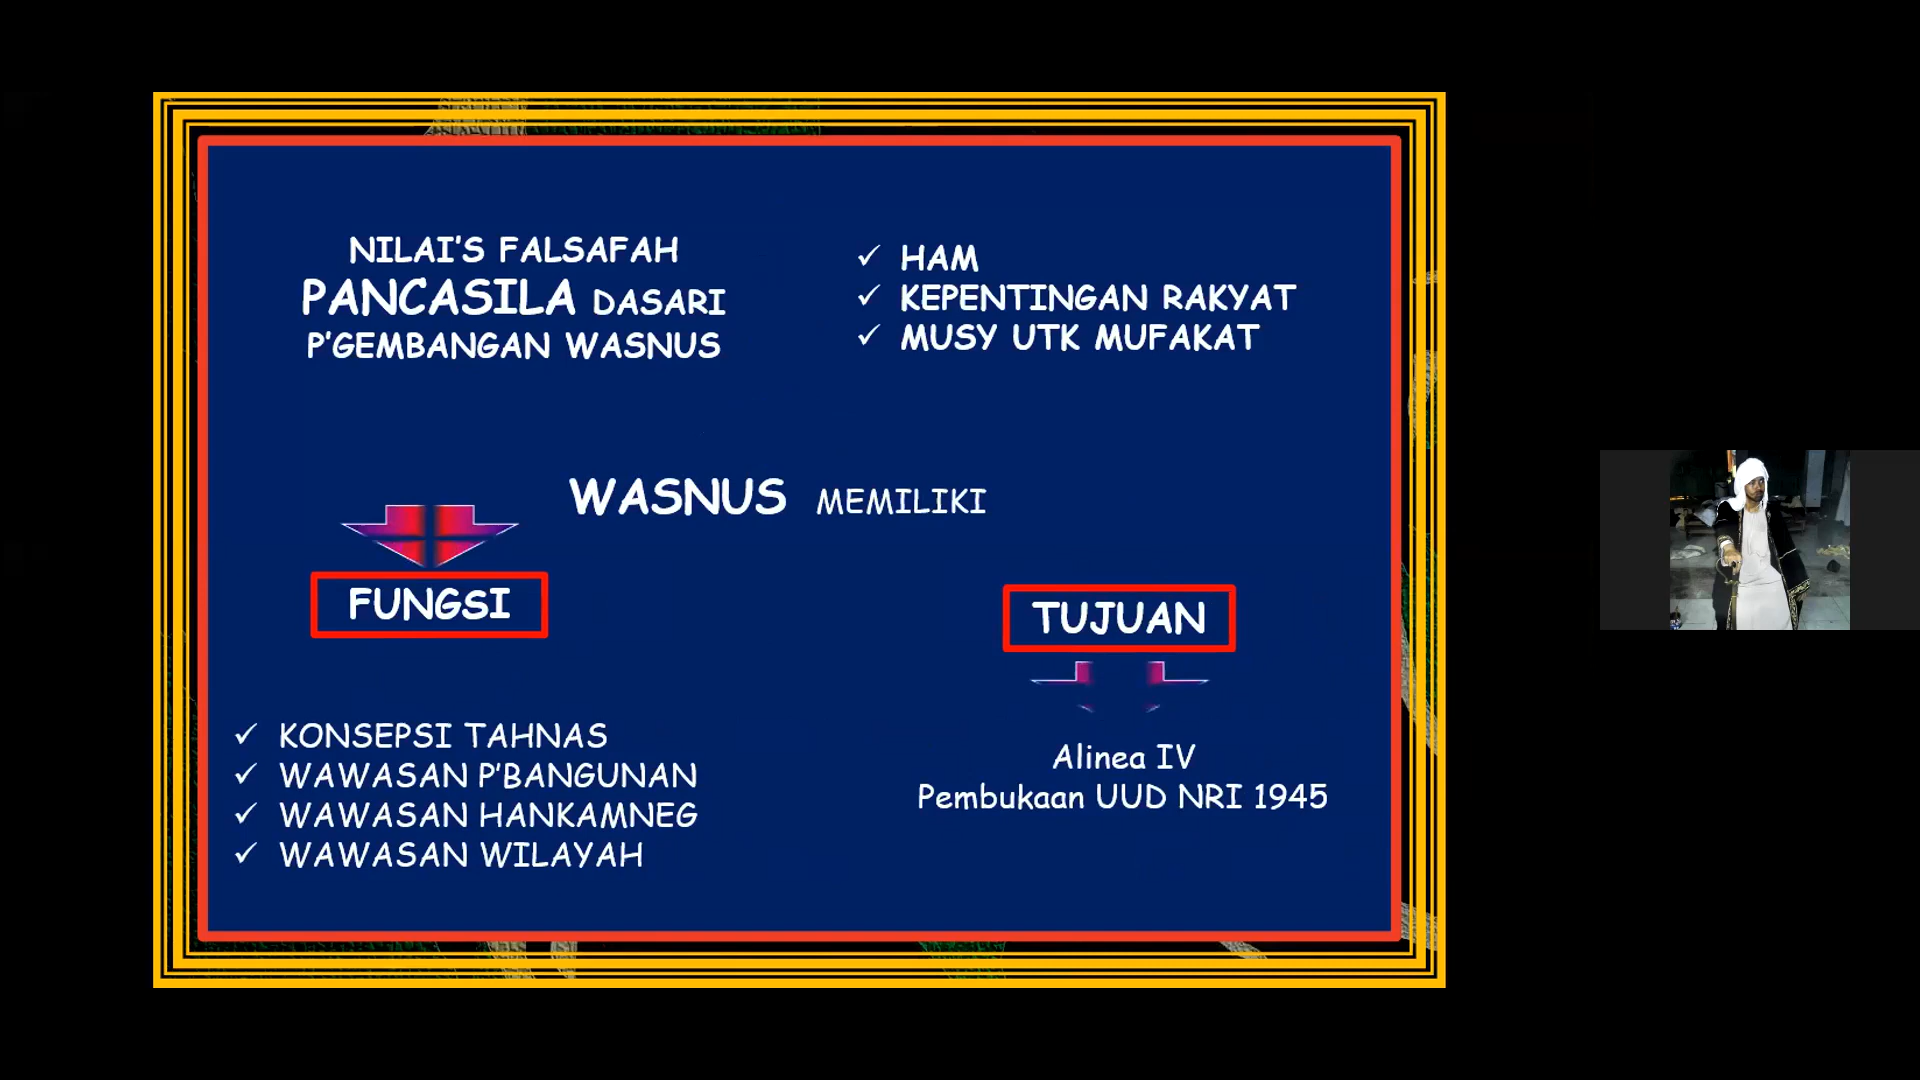 NILAI'S FALSAFAH
PANCASILA DASARI
P'GEMBANGAN WASNUS
✓ HAM
✓ KEPENTINGAN RAKYAT
✓ MUSY UTK MUFAKAT
WASNUS MEMILIKI
FUNGSI
✓ KONSEPSI TAHNAS
✓ WAWASAN P'BANGUNAN
✓ WAWASAN HANKAMNEG
✓ WAWASAN WILAYAH
TUJUAN
Alinea IV
Pembukaan UUD NRI 1945